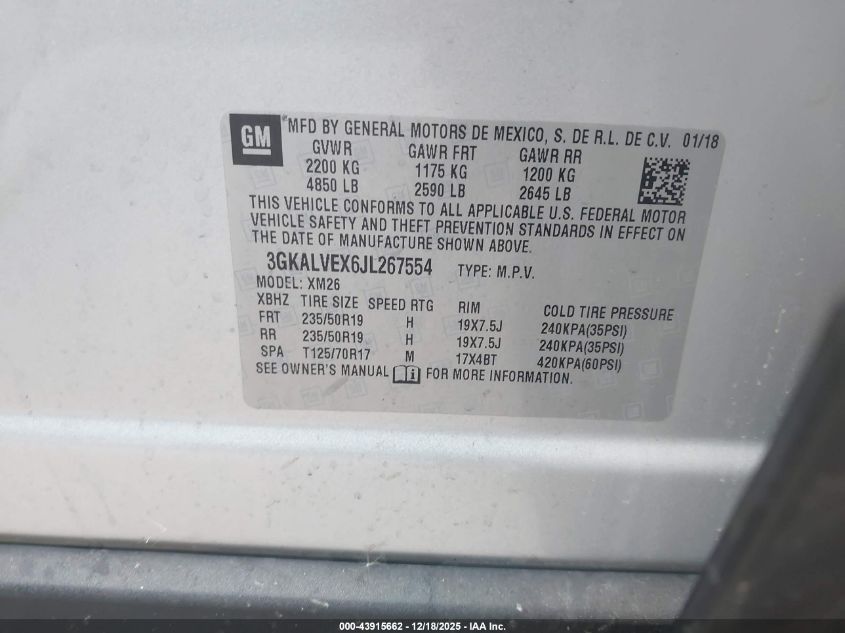 GM
*MFD BY GENERAL MOTORS DE MEXICO, S. DE R.L. DE C.V. 01/18
GVWR GAWR FRT GAWR RR
2200 KG 1175 KG 1200 KG
4850 LB 2590 LB 2645 LB
THIS VEHICLE CONFORMS TO ALL APPLICABLE U.S. FEDERAL MOTOR
VEHICLE SAFETY AND THEFT PREVENTION STANDARDS IN EFFECT ON
THE DATE OF MANUFACTURE SHOWN ABOVE.
3GKALVEX6JL267554 TYPE: M.P.V.
MODEL: XM26
XBHZ TIRE SIZE SPEED RTG RIM COLD TIRE PRESSURE
FRT 235/50R19 H 19X7.5J 240KPA(35PSI)
RR 235/50R19 H 19X7.5J 240KPA(35PSI)
SPA T125/70R17 M 17X4BT 420KPA(60PSI)
SEE OWNER'S MANUAL i FOR MORE INFORMATION.
000-43915662 - 12/18/2025 - IAA Inc.